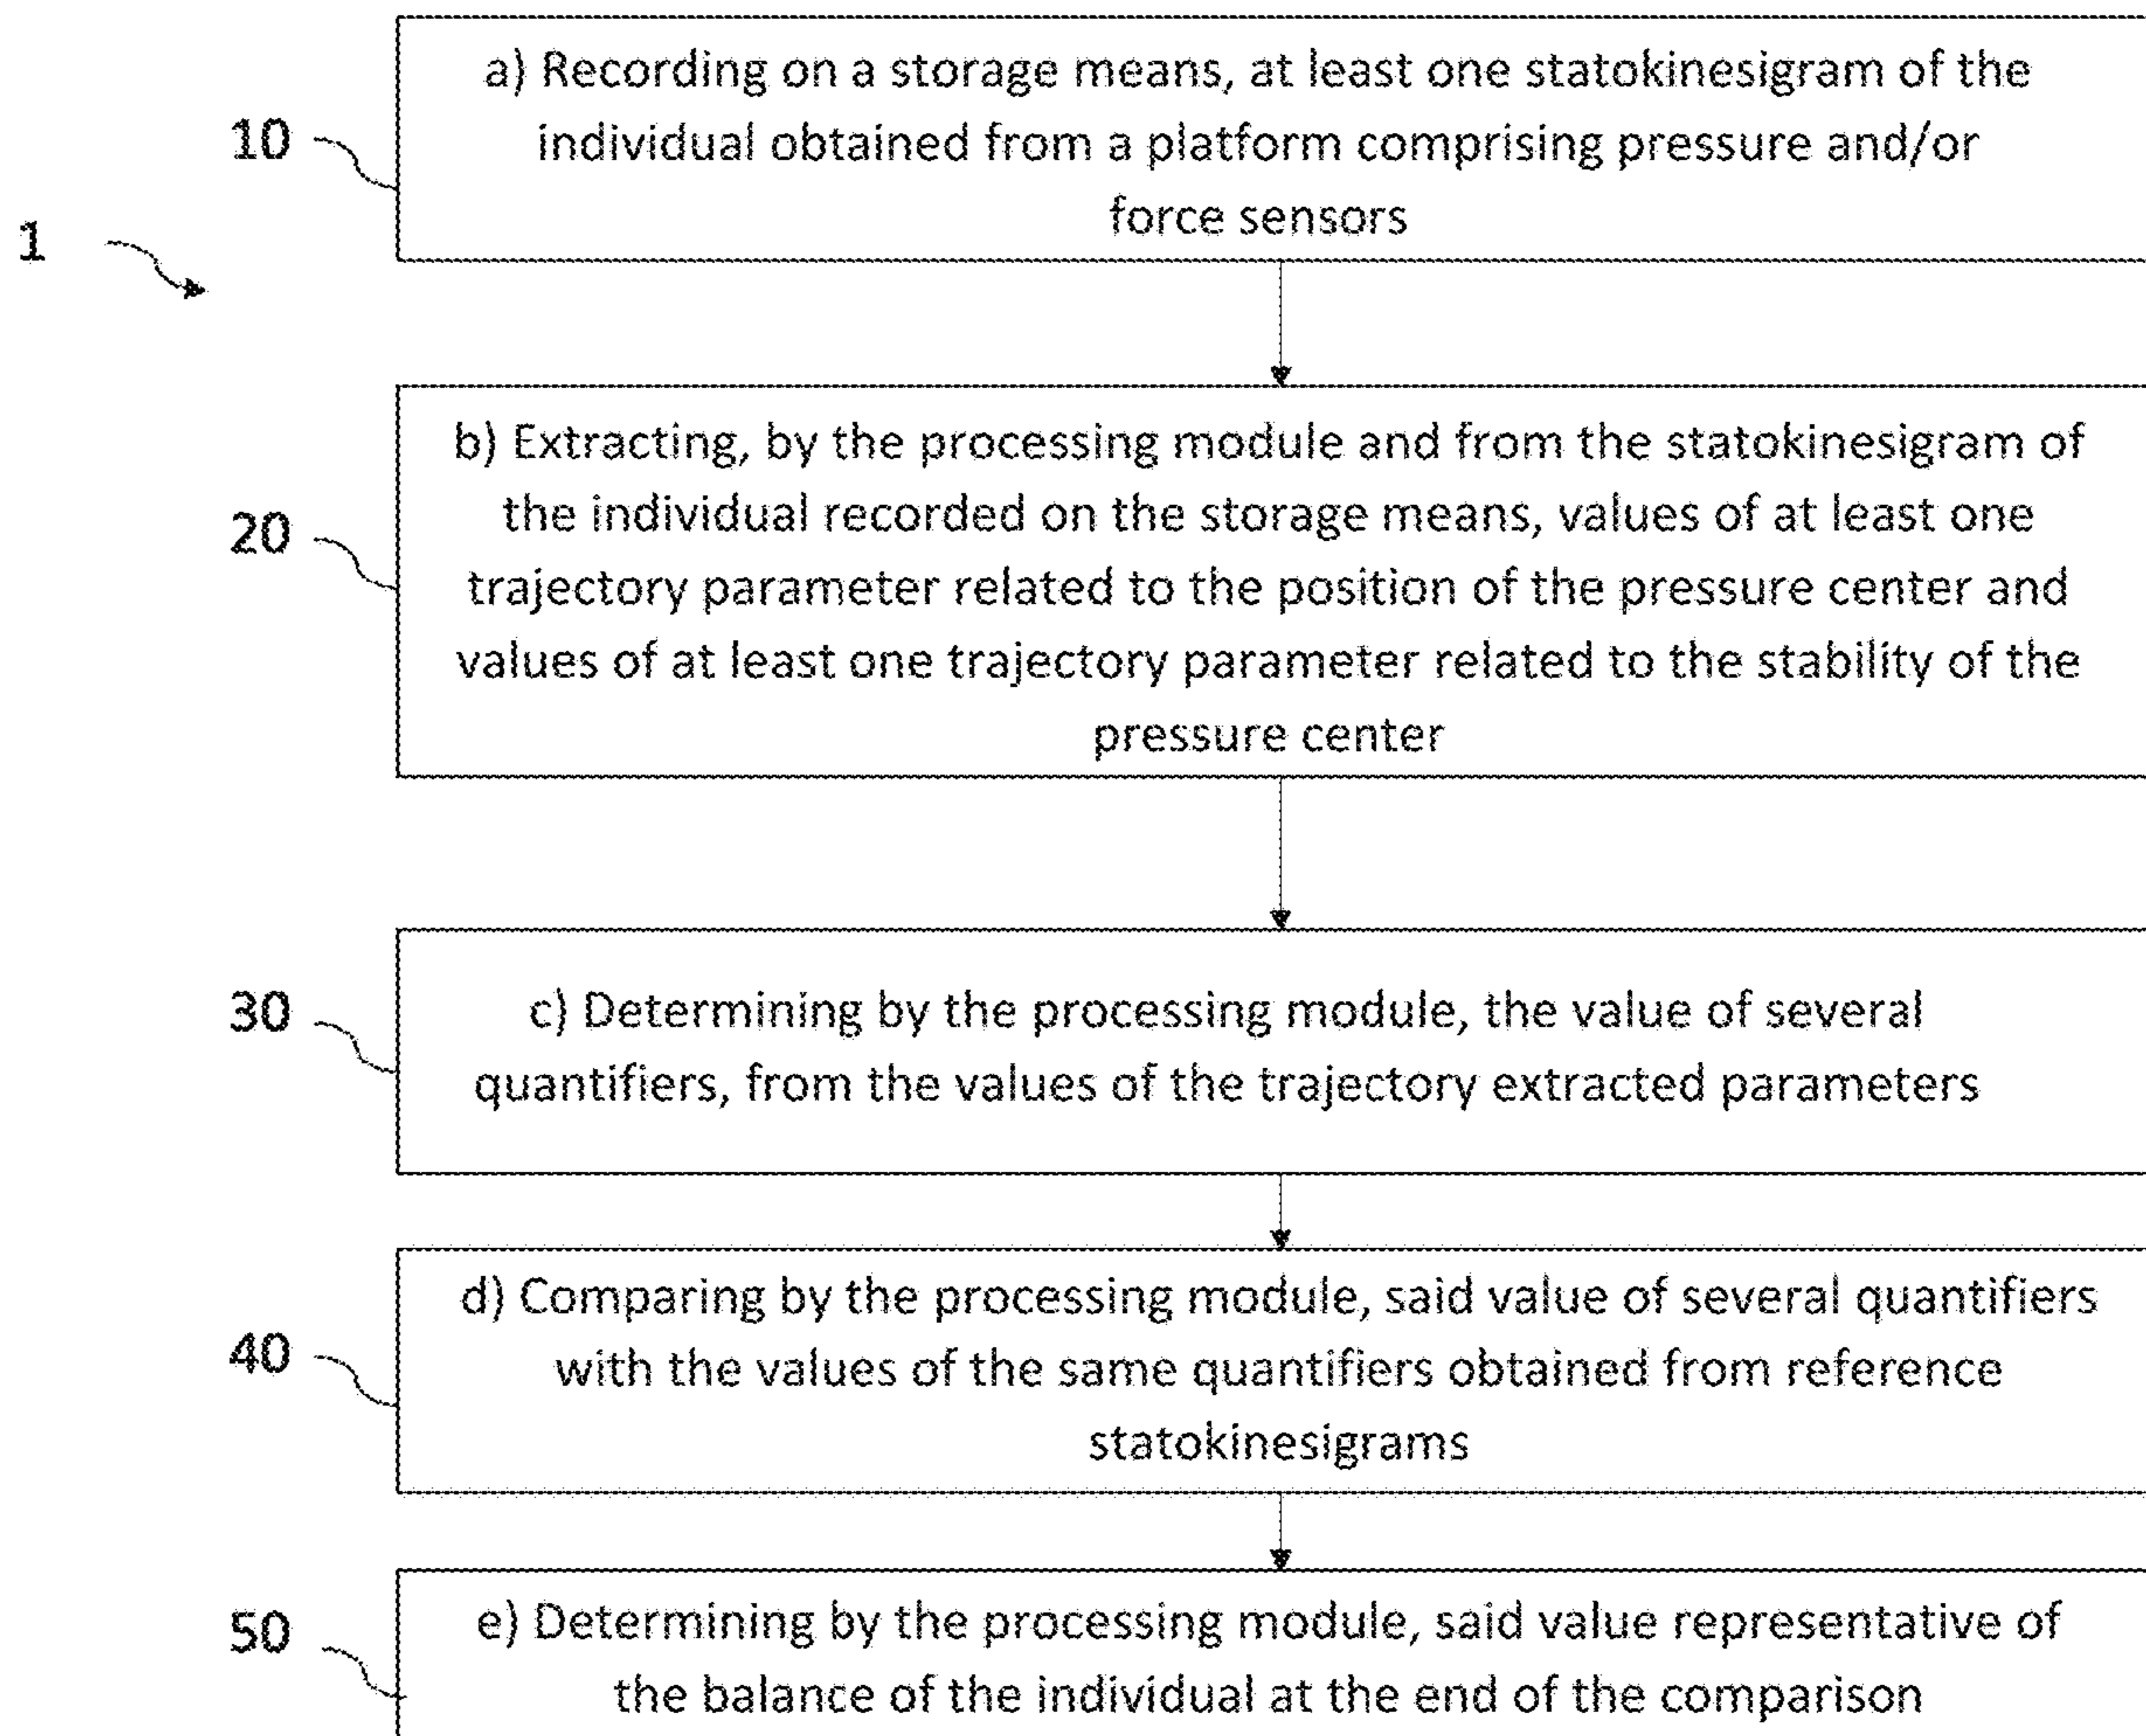 a) Recording on a storage means, at least one statokinesigram of the
individual obtained from a platform comprising pressure and/or
force sensors
10
1
b) Extracting, by the processing module and from the statokinesigram of
the individual recorded on the storage means, values of at least one
trajectory parameter related to the position of the pressure center and
values of at least one trajectory parameter related to the stability of the
pressure center
20
c) Determining by the processing module, the value of several
quantifiers, from the values of the trajectory extracted parameters
30
d) Comparing by the processing module, said value of several quantifiers
with the values of the same quantifiers obtained from reference
statokinesigrams
40
e) Determining by the processing module, said value representative of
the balance of the individual at the end of the comparison
50